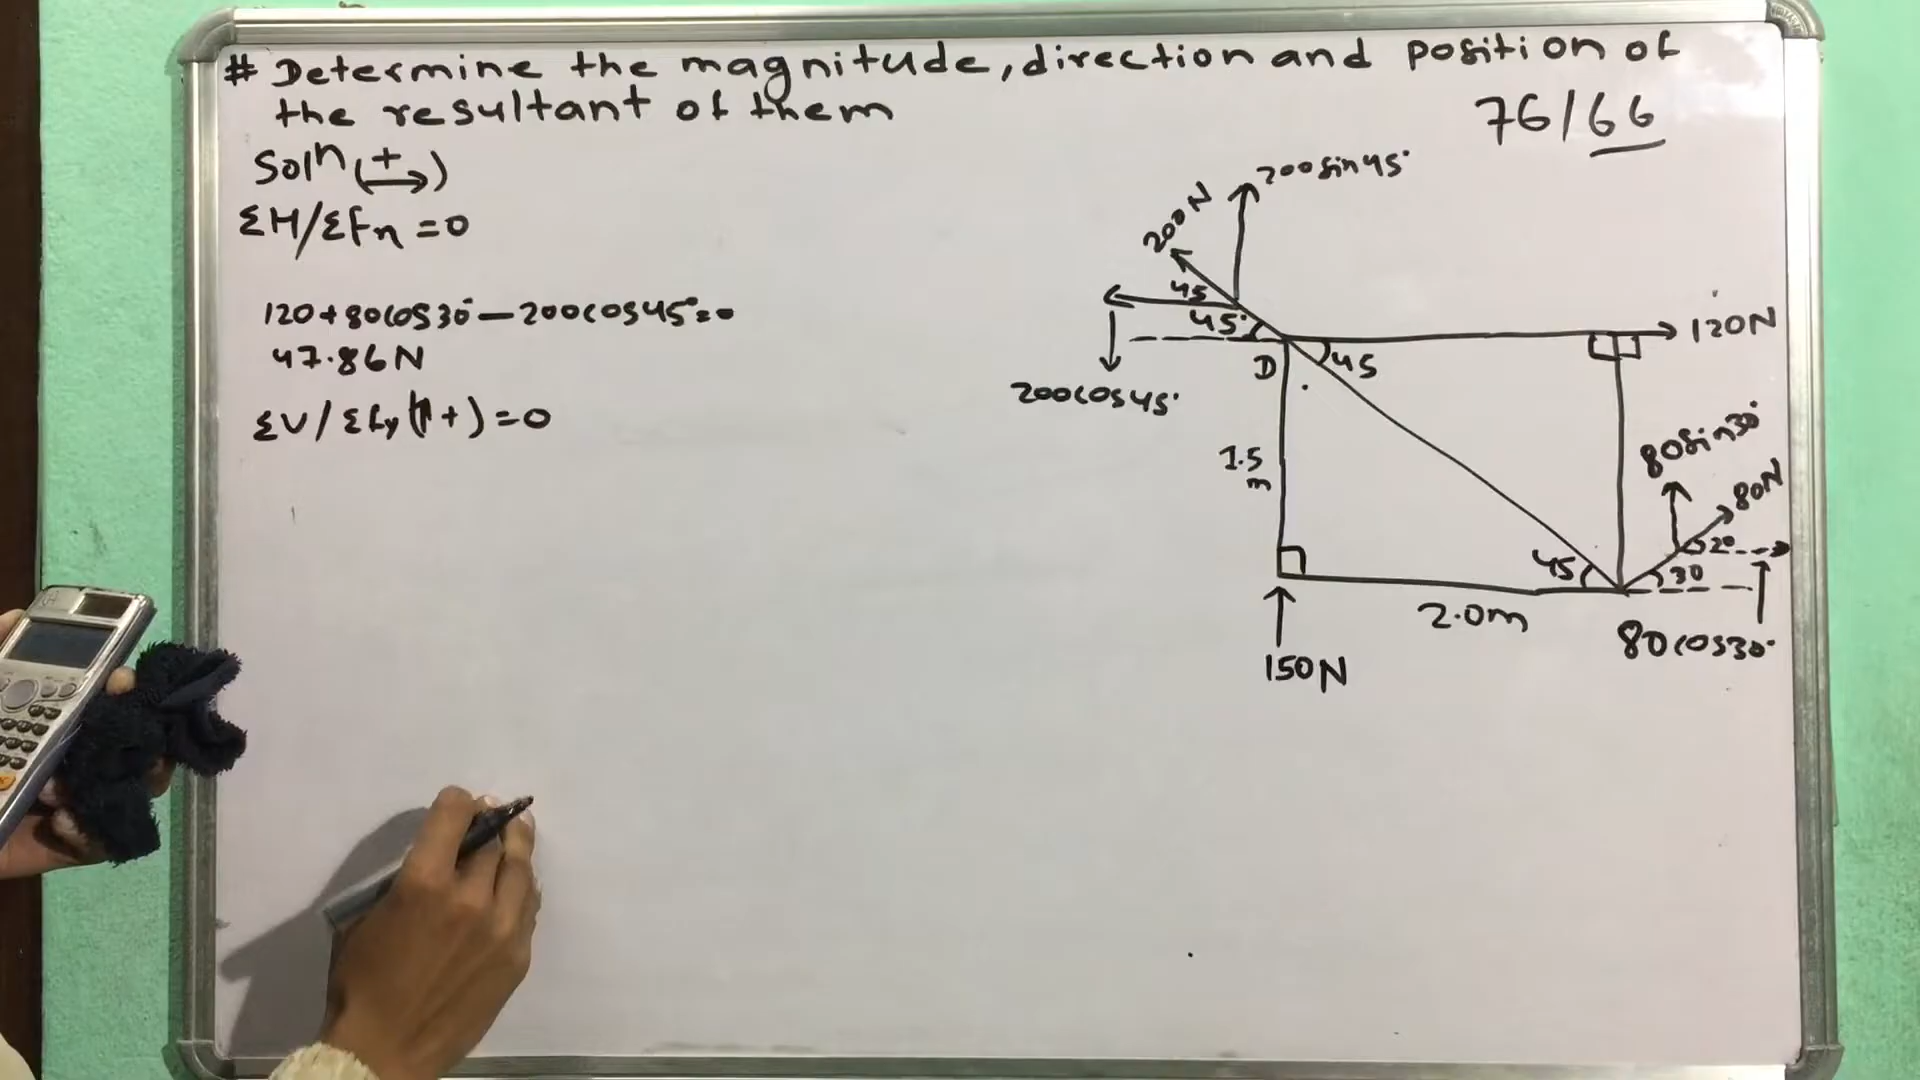 # Determine the magnitude, direction and position of
the resultant of them
76/66
Solⁿ (+→)
ΣH/ΣFx = 0
120 + 80cos30° - 200cos45° = 0
47.86N
ΣV/ΣFy (↑+) = 0
200sin45°
200N
45
45°
120N
D
45
200cos45°
1.5
m
80sin30°
80N
45
30
2.0m
80cos30°
150N